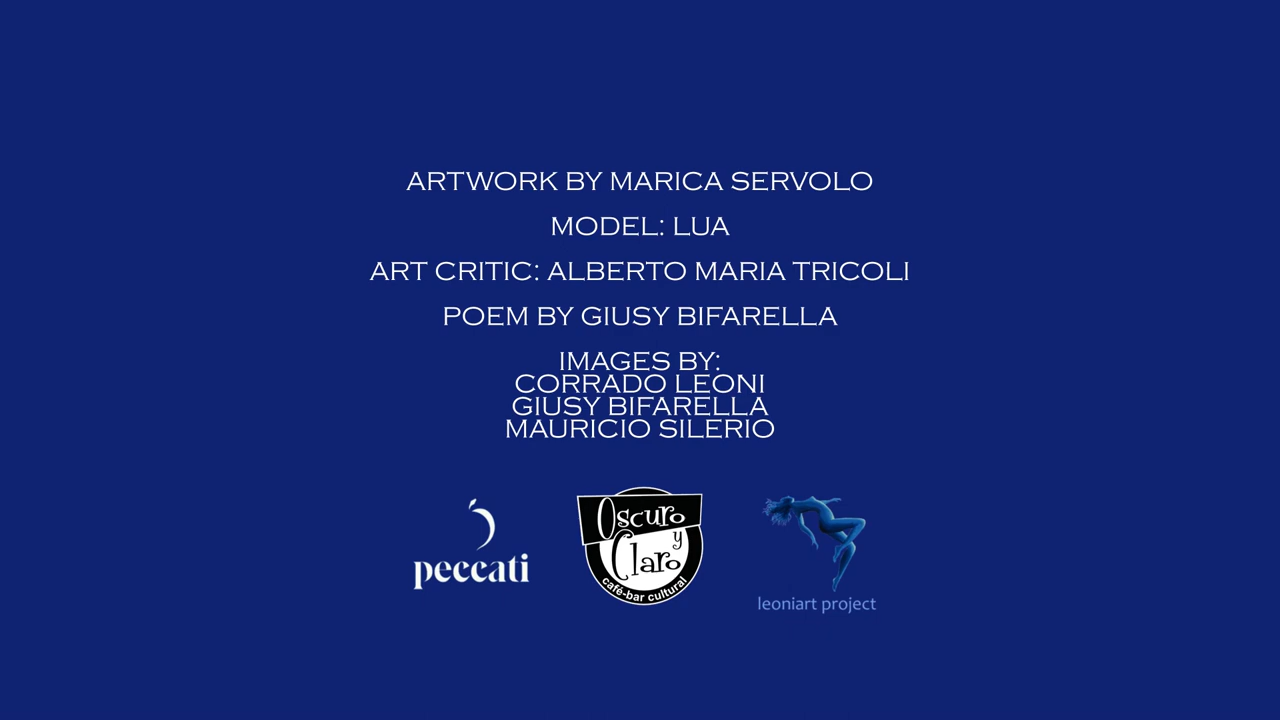 ARTWORK BY MARICA SERVOLO
MODEL: LUA
ART CRITIC: ALBERTO MARIA TRICOLI
POEM BY GIUSY BIFARELLA
IMAGES BY:
CORRADO LEONI
GIUSY BIFARELLA
MAURICIO SILERIO
peccati
Oscuro
y
Claro
café-bar cultural
leoniart project